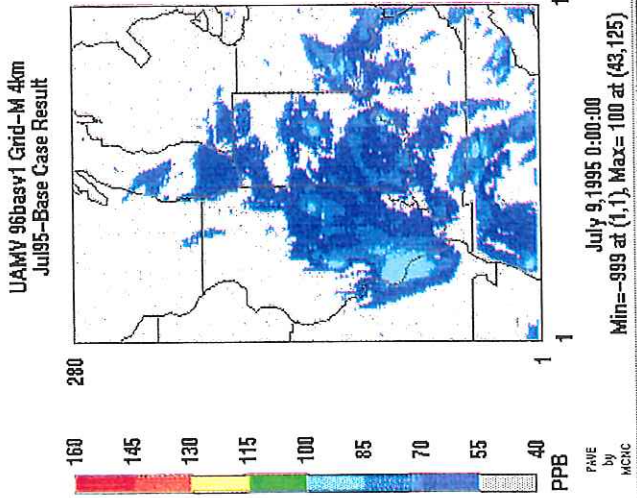 UAMV 96basv1 Grid-M 4km
Jul95-Base Case Result
160
145
130
115
100
85
70
55
40
PPB
PAVE
by
MCNC
280
1
1
July 9,1995 0:00:00
Min=-999 at (1,1), Max= 100 at (43,125)